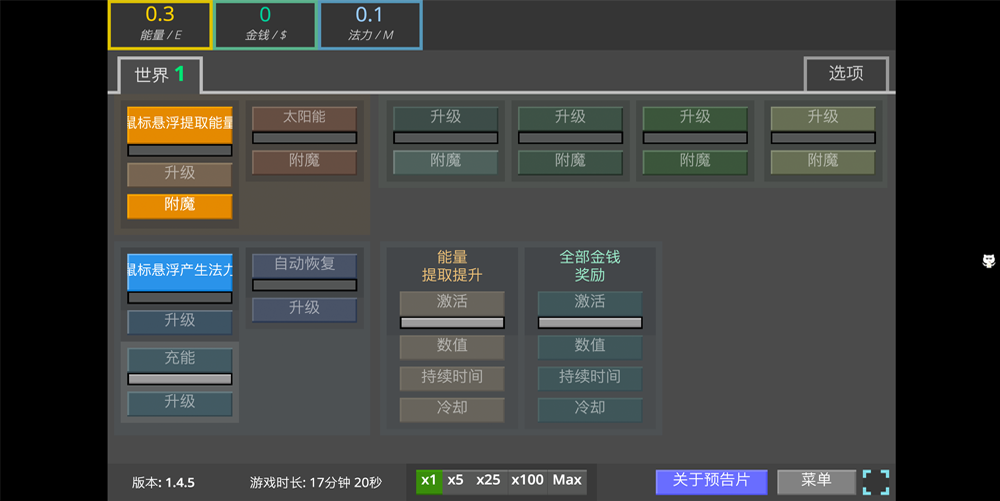 0.3
能量 / E
0
金钱 / $
0.1
法力 / M
世界 1
选项
鼠标悬浮提取能量
升级
附魔
太阳能
附魔
升级
附魔
升级
附魔
升级
附魔
升级
附魔
鼠标悬浮产生法力
升级
充能
升级
自动恢复
升级
能量
提取提升
激活
数值
持续时间
冷却
全部金钱
奖励
激活
数值
持续时间
冷却
版本: 1.4.5
游戏时长: 17分钟 20秒
x1 x5 x25 x100 Max
关于预告片
菜单